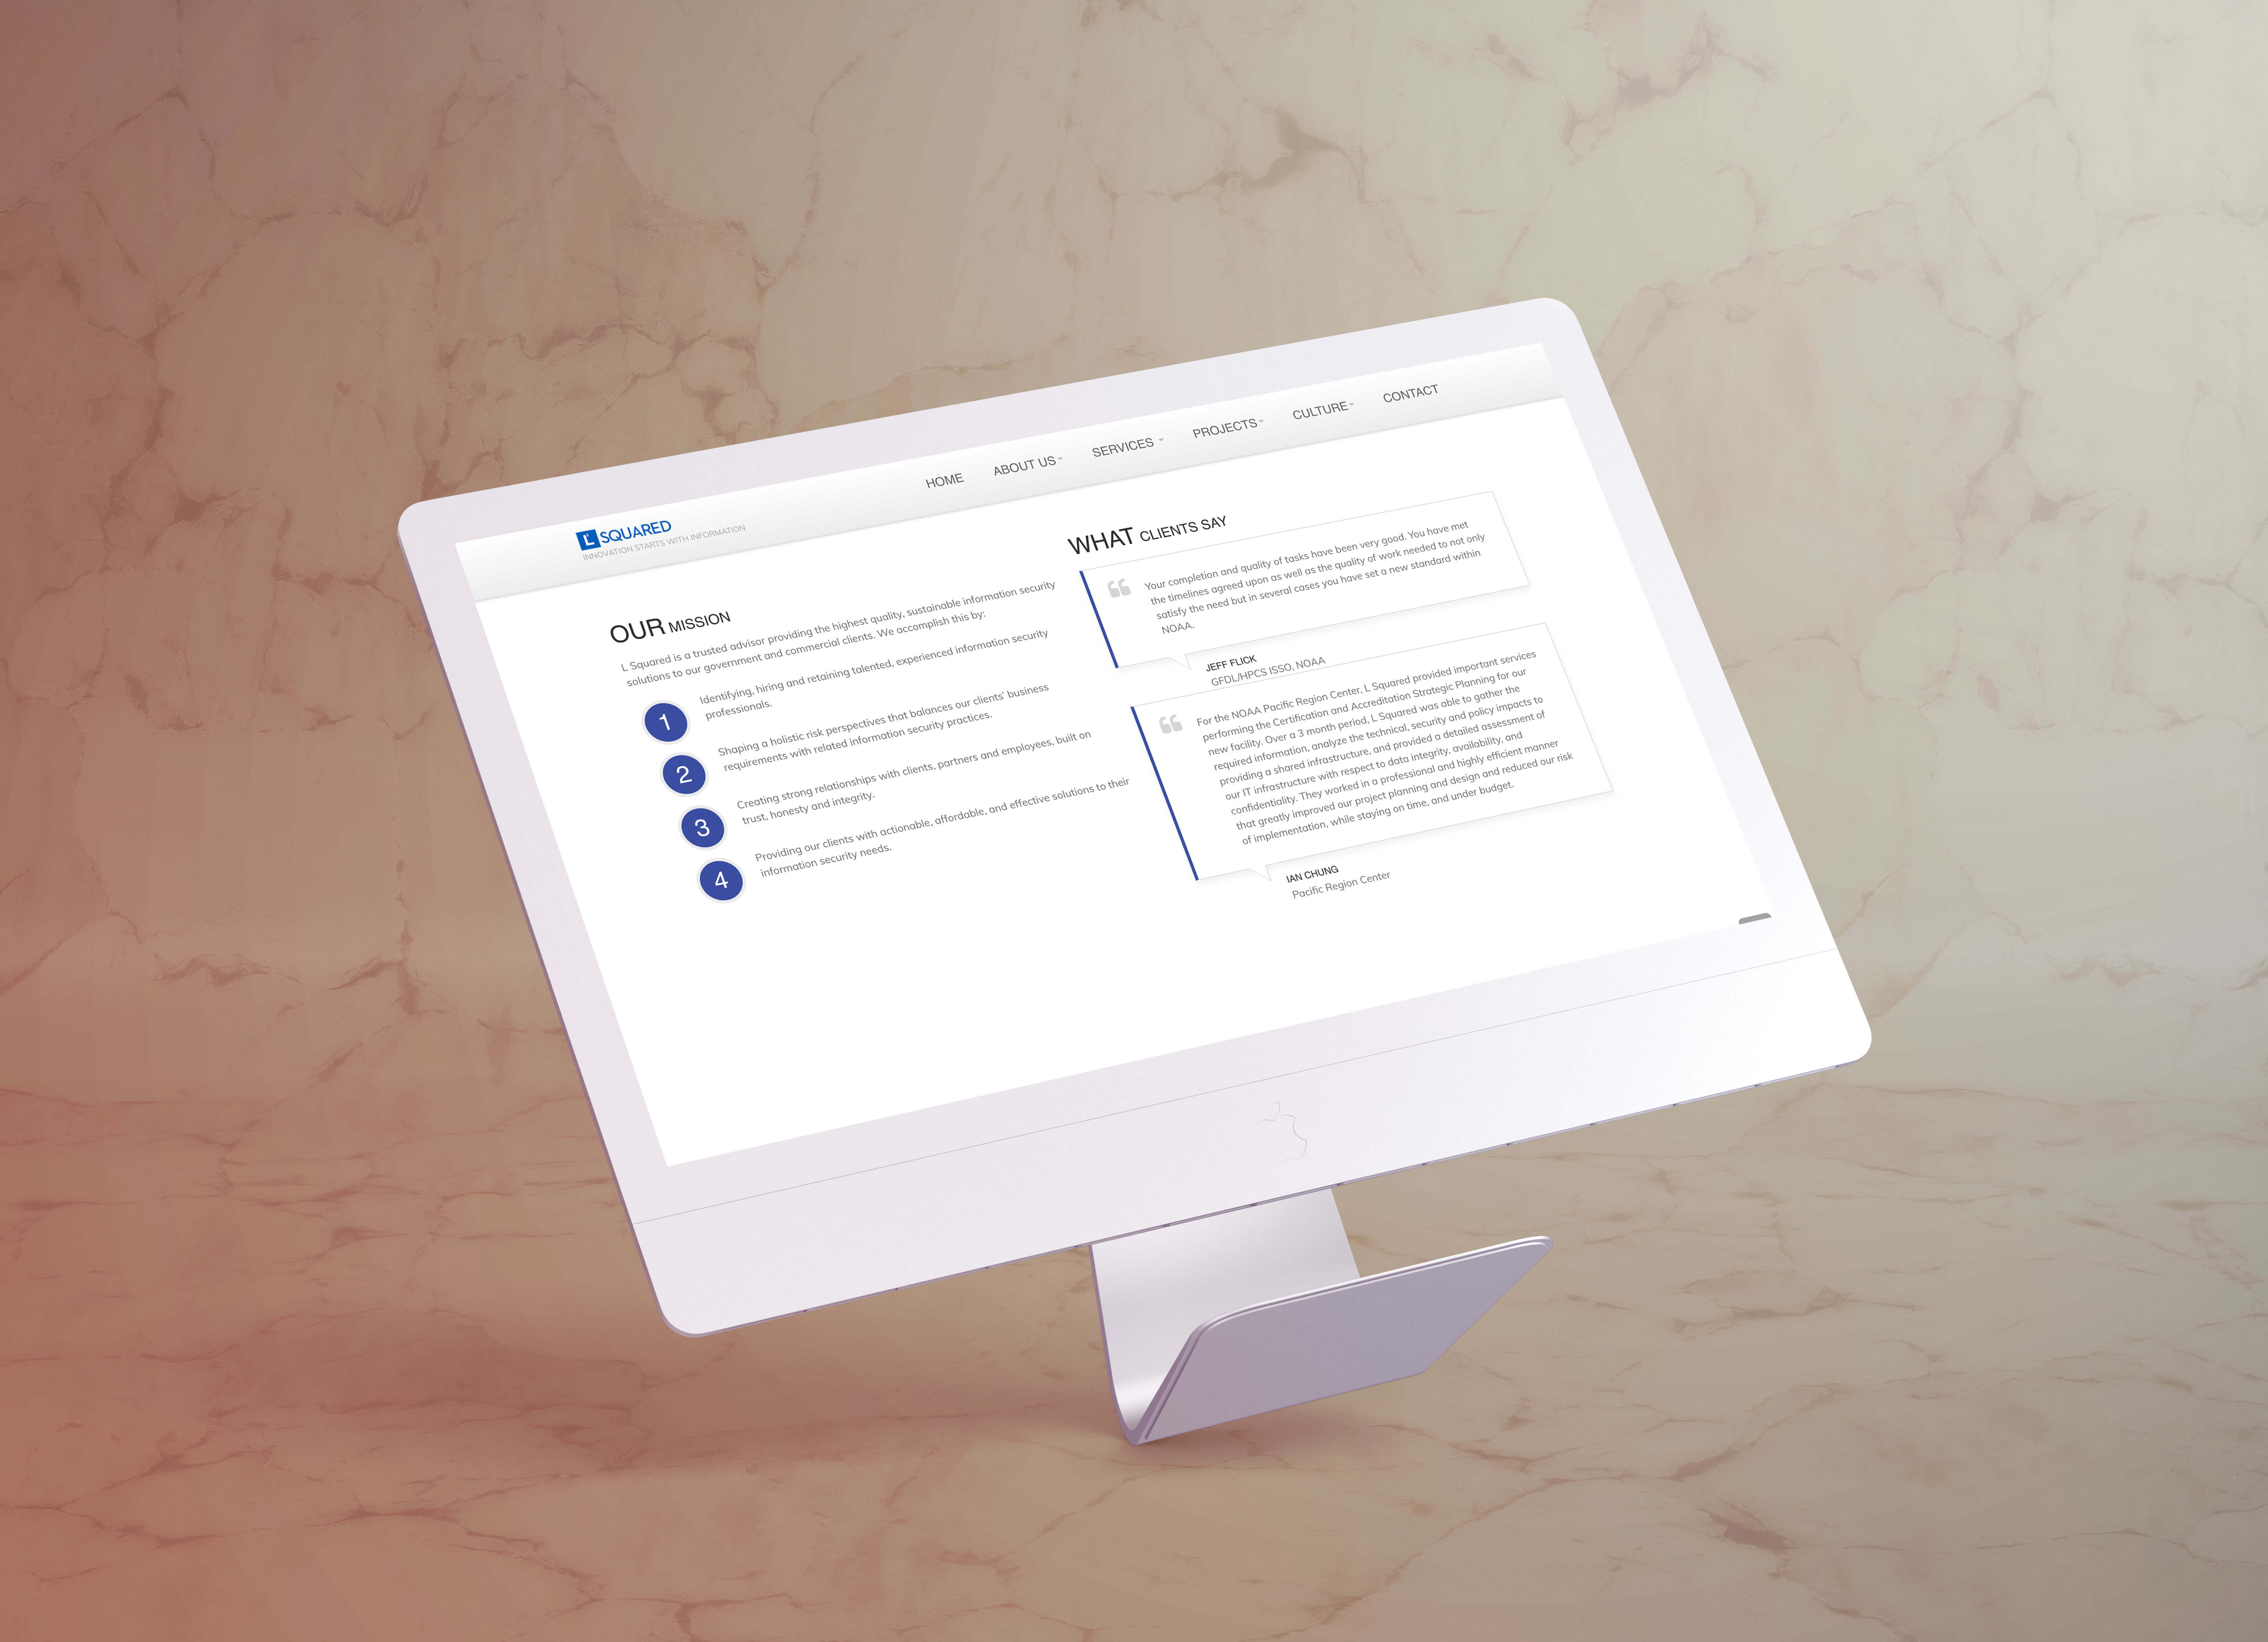 L² SQUARED
INNOVATION STARTS WITH INFORMATION
HOME
ABOUT US
SERVICES
PROJECTS
CULTURE
CONTACT
OUR MISSION
L Squared is a trusted advisor providing the highest quality, sustainable information security
solutions to our government and commercial clients. We accomplish this by:
1
Identifying, hiring and retaining talented, experienced information security
professionals.
2
Shaping a holistic risk perspectives that balances our clients' business
requirements with related information security practices.
3
Creating strong relationships with clients, partners and employees, built on
trust, honesty and integrity.
4
Providing our clients with actionable, affordable, and effective solutions to their
information security needs.
WHAT CLIENTS SAY
Your completion and quality of tasks have been very good. You have met
the timelines agreed upon as well as the quality of work needed to not only
satisfy the need but in several cases you have set a new standard within
NOAA.
JEFF FLICK
GFDL/HPCS ISSO, NOAA
For the NOAA Pacific Region Center, L Squared provided important services
performing the Certification and Accreditation Strategic Planning for our
new facility. Over a 3 month period, L Squared was able to gather the
required information, analyze the technical, security and policy impacts to
providing a shared infrastructure, and provided a detailed assessment of
our IT infrastructure with respect to data integrity, availability, and
confidentiality. They worked in a professional and highly efficient manner
that greatly improved our project planning and design and reduced our risk
of implementation, while staying on time, and under budget.
IAN CHUNG
Pacific Region Center